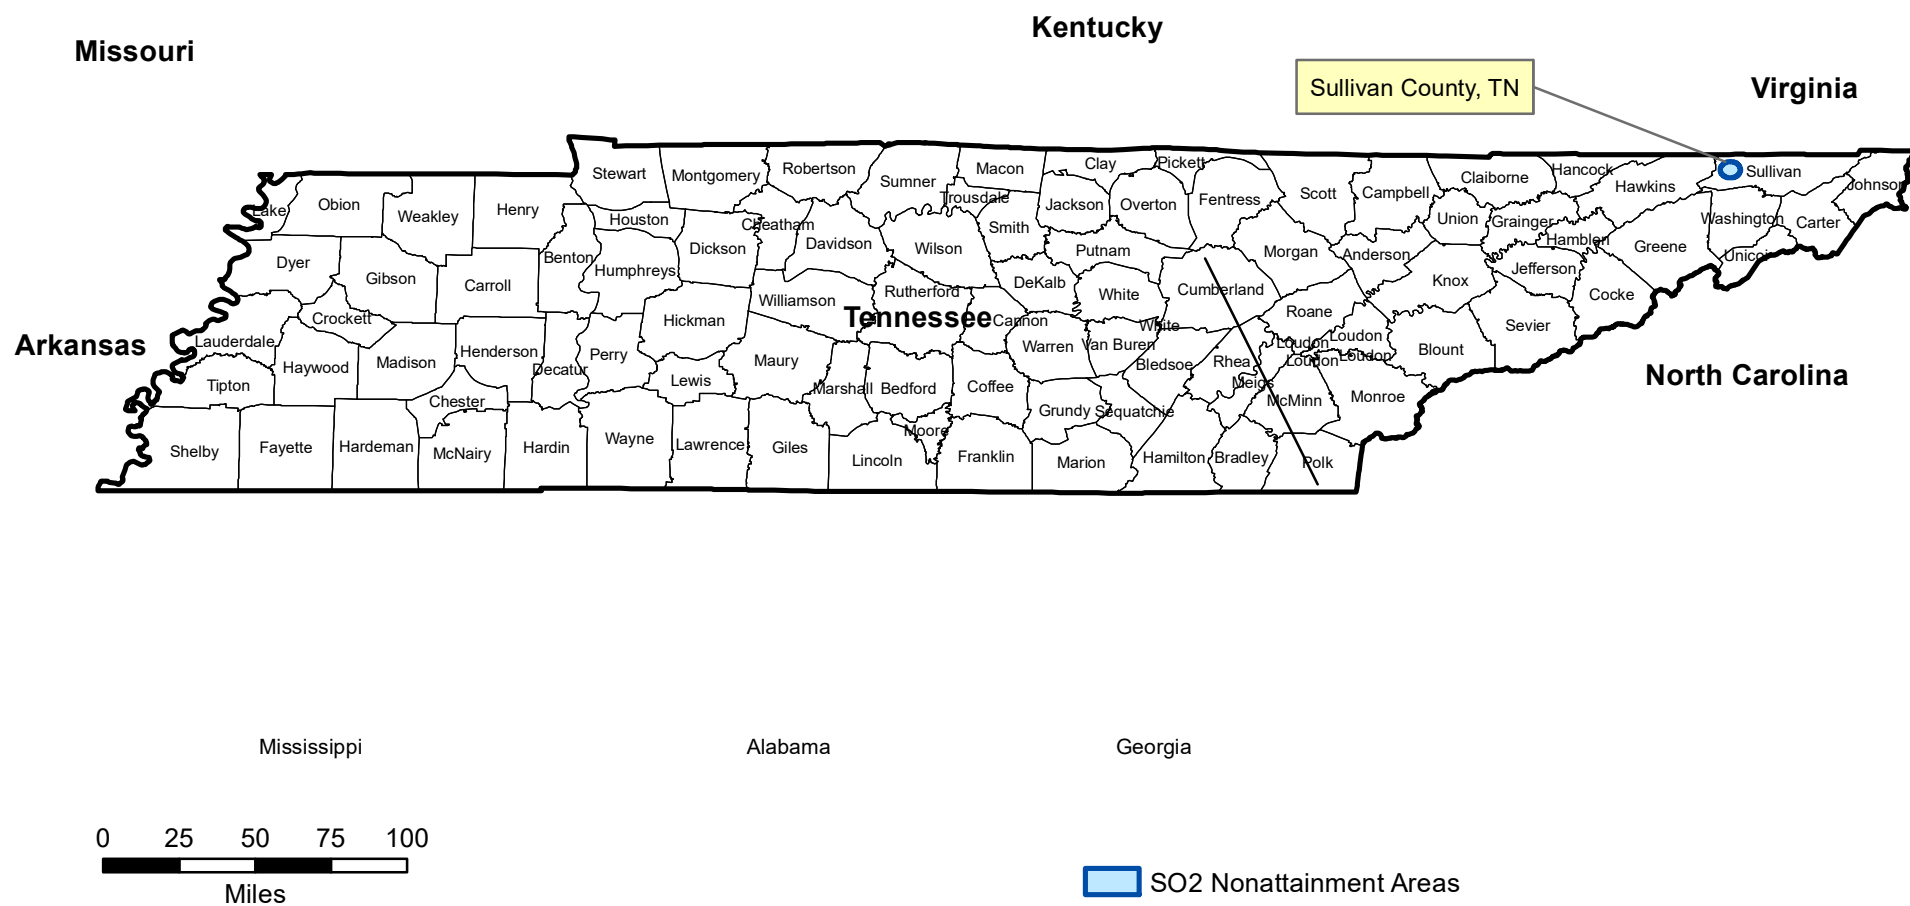 Kentucky
Missouri
Sullivan County, TN
Virginia
Stewart
Montgomery
Robertson
Sumner
Macon
Clay
Pickett
Trousdale
Fentress
Scott
Campbell
Claiborne
Hancock
Hawkins
Sullivan
Johnson
Lake
Obion
Weakley
Henry
Houston
Cheatham
Dickson
Davidson
Wilson
Smith
Jackson
Overton
Putnam
Morgan
Anderson
Union
Grainger
Hamblen
Greene
Washington
Carter
Unicoi
Dyer
Gibson
Carroll
Benton
Humphreys
Hickman
Williamson
Rutherford
Cannon
DeKalb
White
Cumberland
Roane
Knox
Jefferson
Cocke
Sevier
Tennessee
Arkansas
Lauderdale
Crockett
Haywood
Madison
Henderson
Decatur
Perry
Lewis
Maury
Marshall
Bedford
Coffee
Warren
Van Buren
White
Bledsoe
Rhea
Meigs
Loudon
Loudon
Loudon
Loudon
Blount
Monroe
McMinn
North Carolina
Tipton
Chester
Shelby
Fayette
Hardeman
McNairy
Hardin
Wayne
Lawrence
Giles
Lincoln
Moore
Franklin
Grundy
Sequatchie
Marion
Hamilton
Bradley
Polk
Mississippi
Alabama
Georgia
0 25 50 75 100
Miles
SO2 Nonattainment Areas